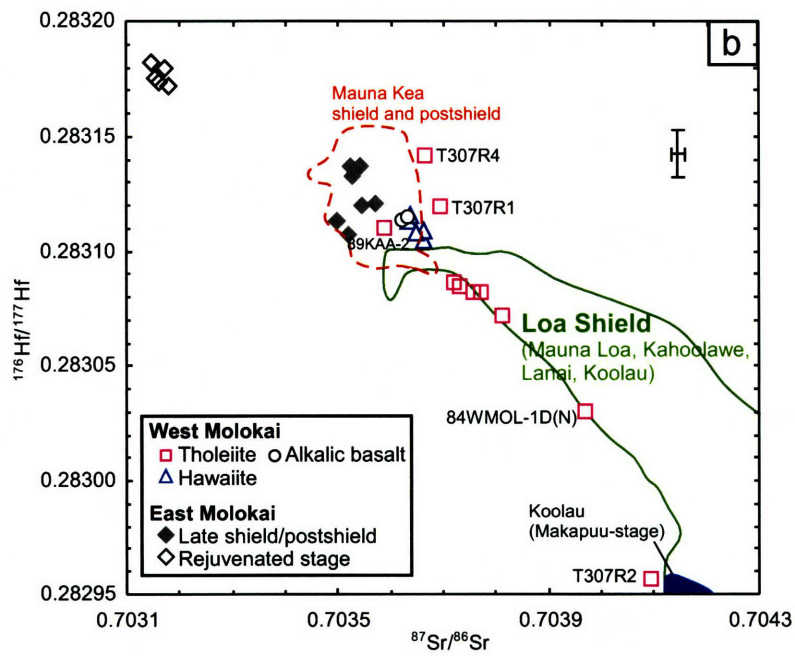 0.28320
b
Mauna Kea
shield and postshield
0.28315
T307R4
T307R1
89KAA-2
0.28310
176Hf/177Hf
Loa Shield
(Mauna Loa, Kahoolawe,
Lanai, Koolau)
0.28305
84WMOL-1D(N)
West Molokai
Tholeiite
Alkalic basalt
Hawaiite
East Molokai
Late shield/postshield
Rejuvenated stage
0.28300
Koolau
(Makapuu-stage)
T307R2
0.28295
0.7031
0.7035
0.7039
0.7043
87Sr/86Sr